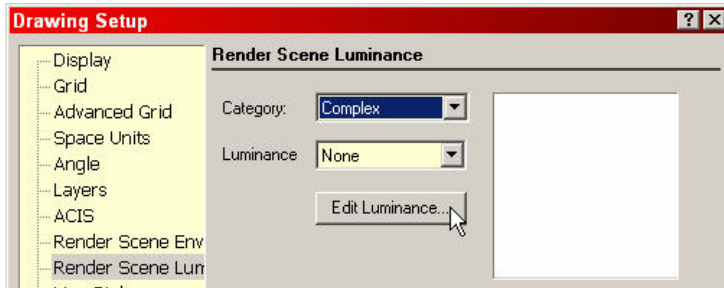 Drawing Setup
Display
Grid
Advanced Grid
Space Units
Angle
Layers
ACIS
Render Scene Env
Render Scene Lum
Render Scene Luminance
Category:
Complex
Luminance
None
Edit Luminance...